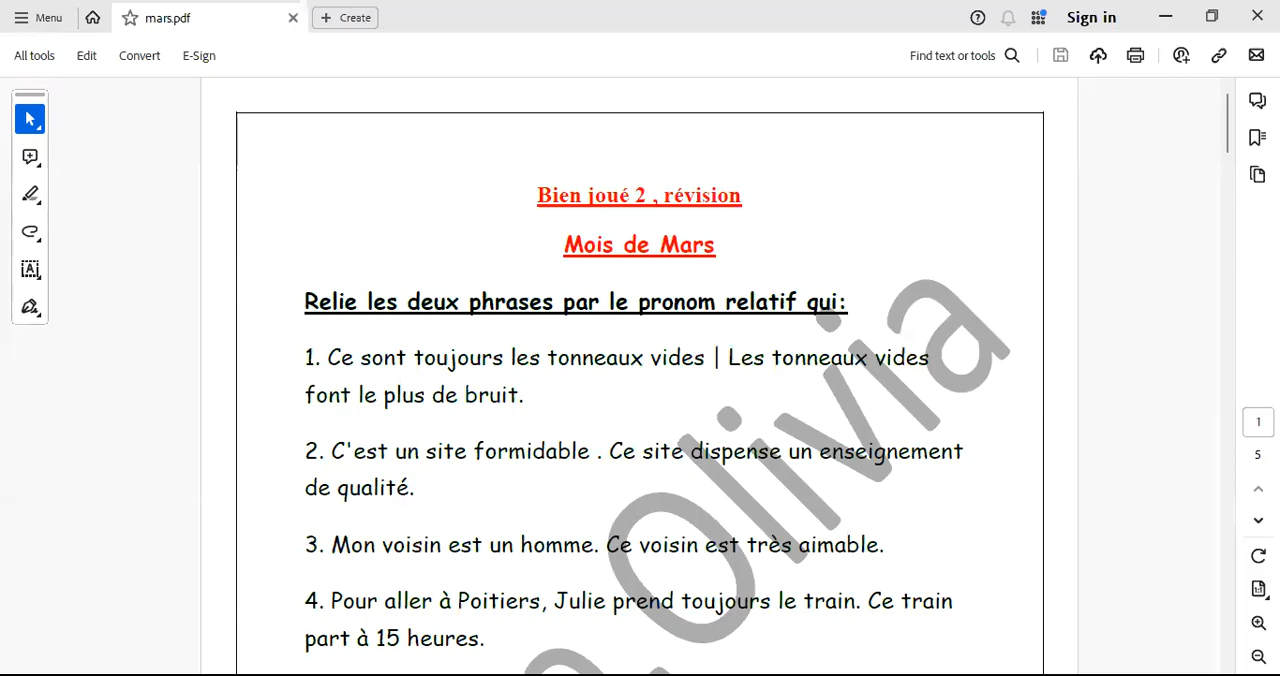 Menu
mars.pdf
Create
Sign in
All tools
Edit
Convert
E-Sign
Find text or tools
Bien joué 2 , révision
Mois de Mars
Relie les deux phrases par le pronom relatif qui:
1. Ce sont toujours les tonneaux vides | Les tonneaux vides
font le plus de bruit.
2. C'est un site formidable . Ce site dispense un enseignement
de qualité.
3. Mon voisin est un homme. Ce voisin est très aimable.
4. Pour aller à Poitiers, Julie prend toujours le train. Ce train
part à 15 heures.
Olivia
1
5